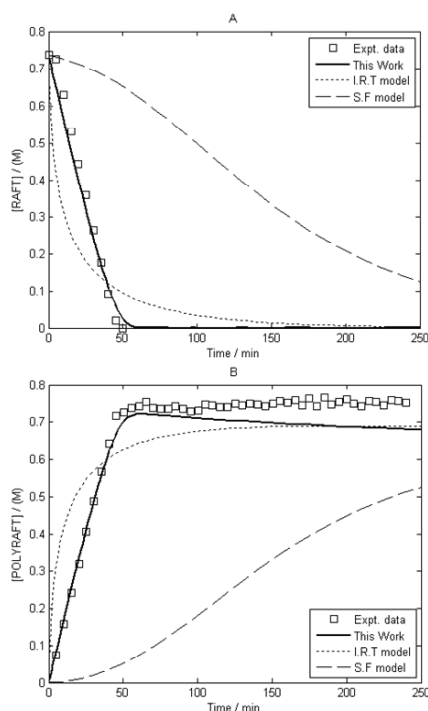 A
0.8
0.7
0.6
0.5
0.4
0.3
0.2
0.1
0
[RAFT] / (M)
Expt. data
This Work
I.R.T model
S.F model
0 50 100 150 200 250
Time / min
B
0.8
0.7
0.6
0.5
0.4
0.3
0.2
0.1
0
[POLYRAFT] / (M)
Expt. data
This Work
I.R.T model
S.F model
0 50 100 150 200 250
Time / min